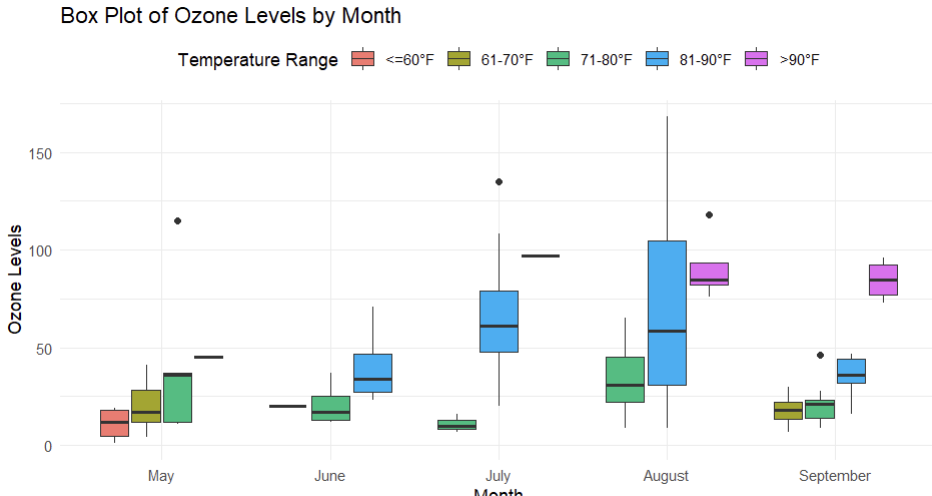 Box Plot of Ozone Levels by Month
Temperature Range <=60°F 61-70°F 71-80°F 81-90°F >90°F
Ozone Levels
150
100
50
0
May June July August September
Month